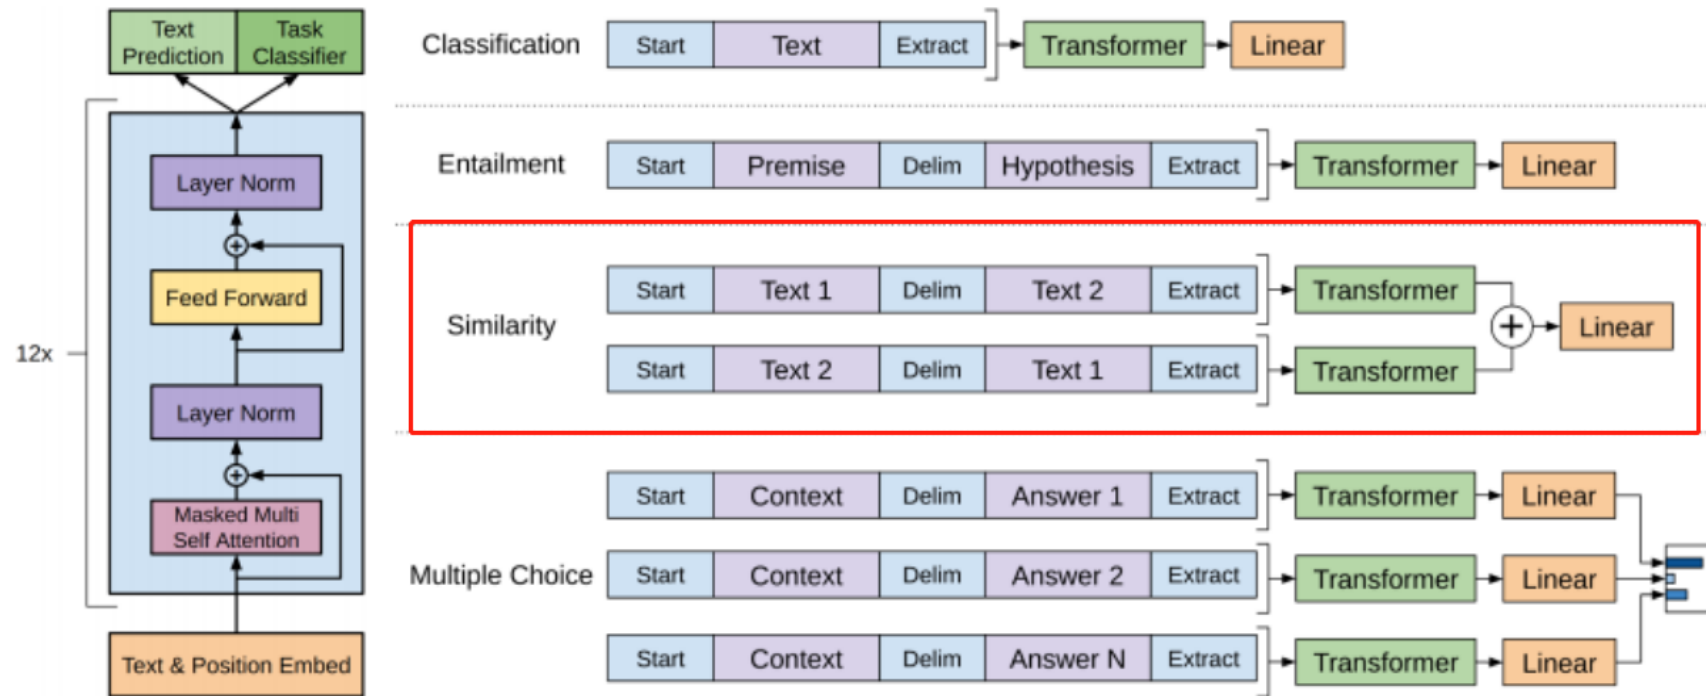 Text
Prediction
Task
Classifier
12x
Layer Norm
+
Feed Forward
Layer Norm
+
Masked Multi
Self Attention
Text & Position Embed
Classification Start Text Extract Transformer Linear
Entailment Start Premise Delim Hypothesis Extract Transformer Linear
Similarity
Start Text 1 Delim Text 2 Extract Transformer
Start Text 2 Delim Text 1 Extract Transformer
+ Linear
Multiple Choice
Start Context Delim Answer 1 Extract Transformer Linear
Start Context Delim Answer 2 Extract Transformer Linear
Start Context Delim Answer N Extract Transformer Linear